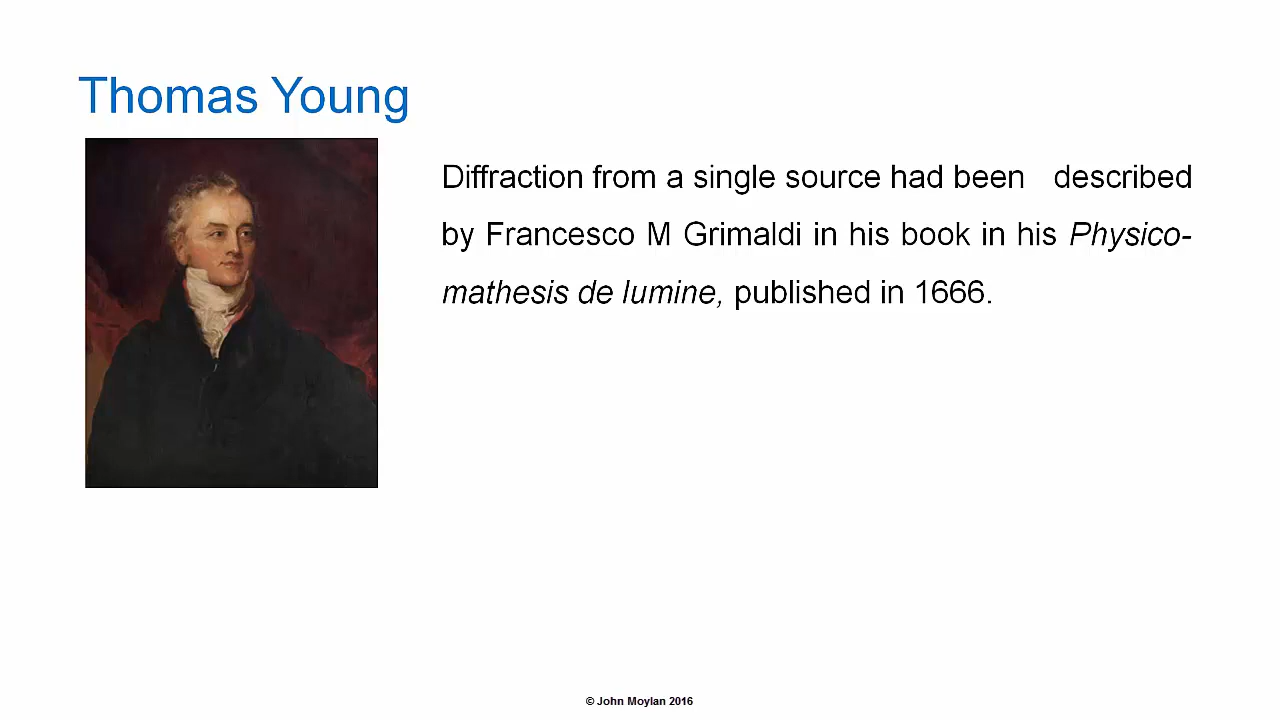 Thomas Young
Diffraction from a single source had been described
by Francesco M Grimaldi in his book in his Physico-
mathesis de lumine, published in 1666.
© John Moylan 2016